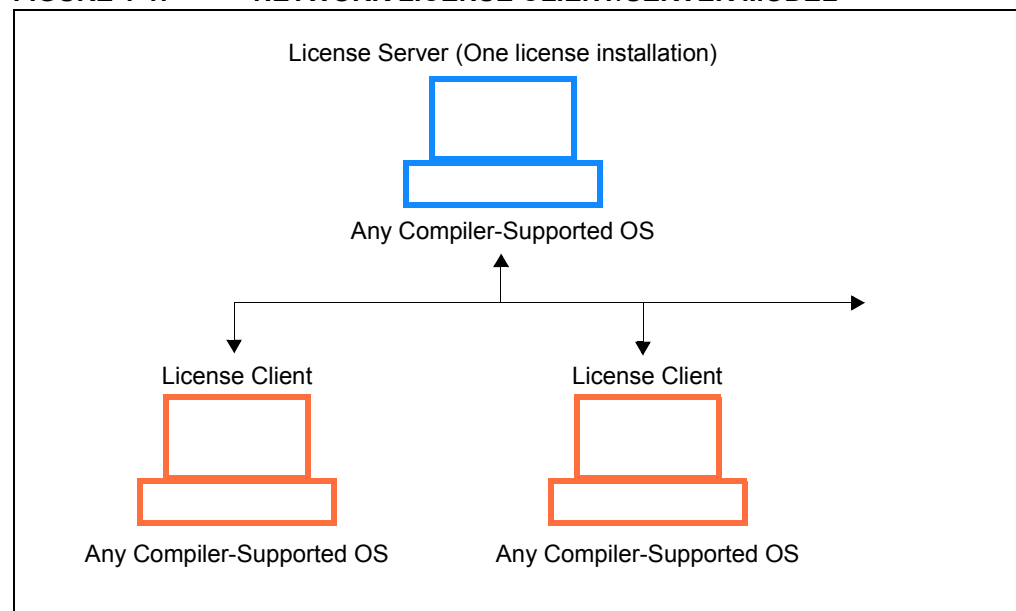 License Server (One license installation)
Any Compiler-Supported OS
License Client License Client
Any Compiler-Supported OS Any Compiler-Supported OS